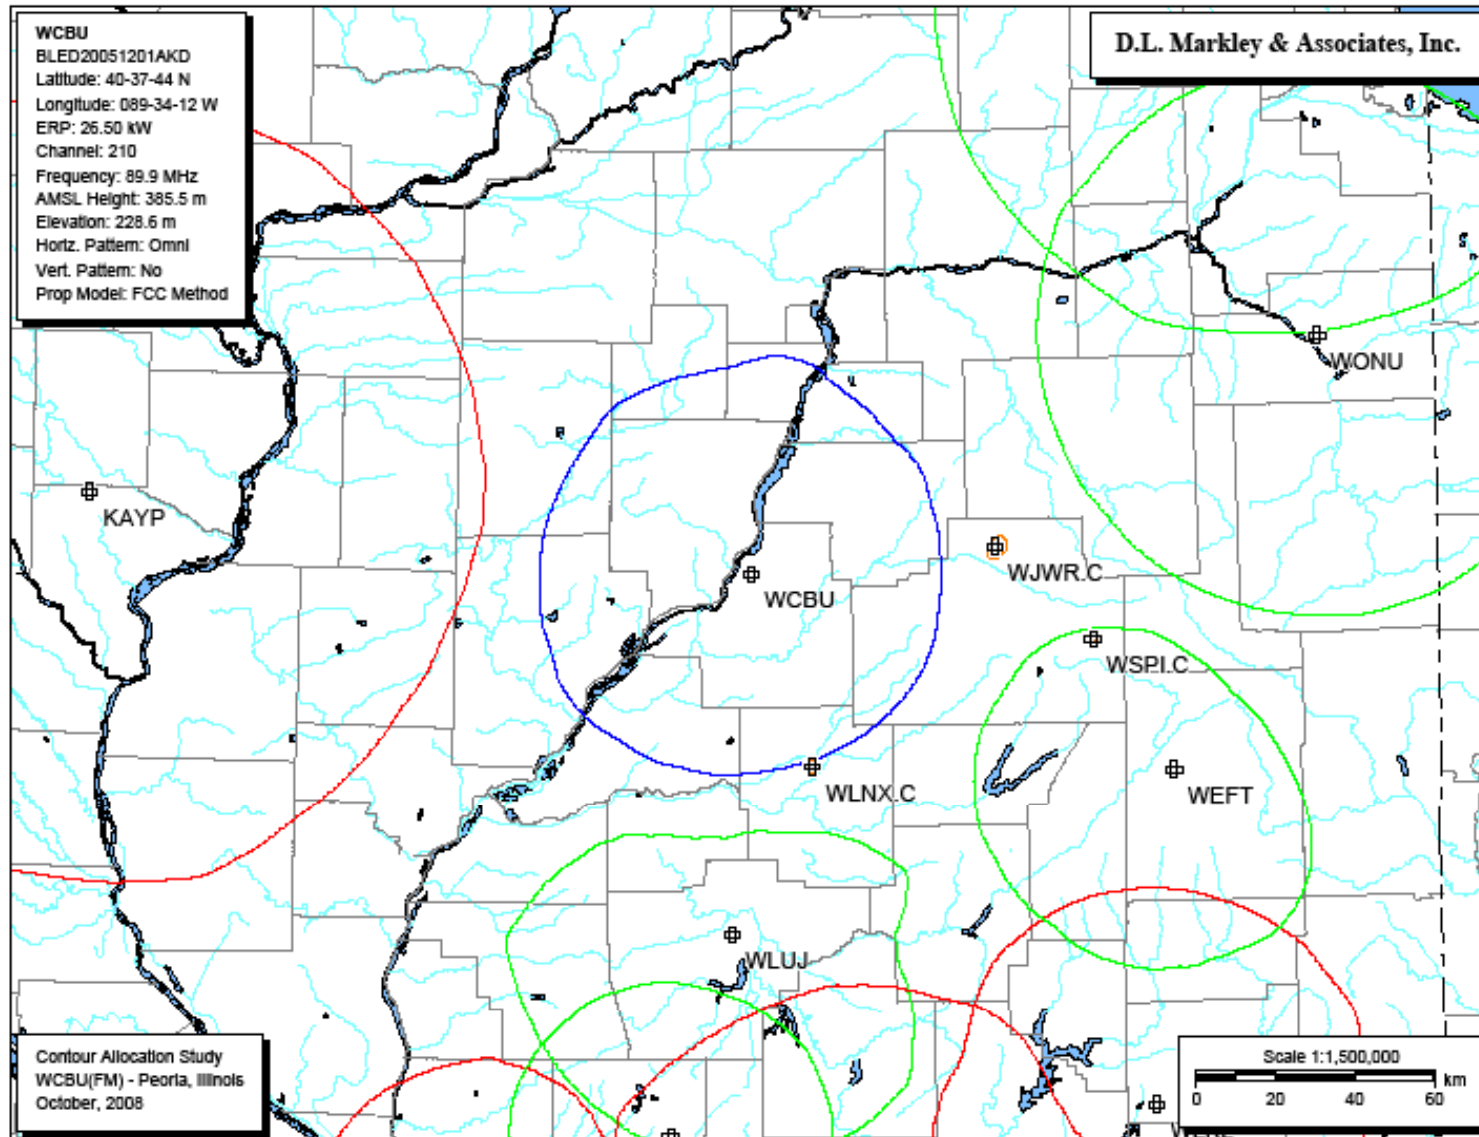 WCBU
BLED20051201AKD
Latitude: 40-37-44 N
Longitude: 089-34-12 W
ERP: 26.50 kW
Channel: 210
Frequency: 89.9 MHz
AMSL Height: 385.5 m
Elevation: 228.6 m
Horiz. Pattern: Omni
Vert. Pattern: No
Prop Model: FCC Method
D.L. Markley & Associates, Inc.
WONU
KAYP
WJWR.C
WCBU
WSPI.C
WLNX.C
WEFT
WLUJ
Contour Allocation Study
WCBU(FM) - Peoria, Illinois
October, 2008
Scale 1:1,500,000
km
0 20 40 60